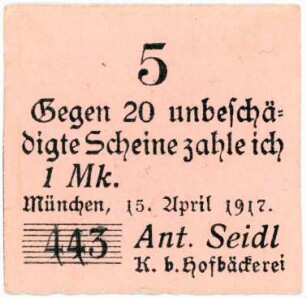 5
Gegen 20 unbeschä=
digte Scheine zahle ich
1 Mk.
München, 15. April 1917.
443 Ant. Seidl
K. b. Hofbäckerei